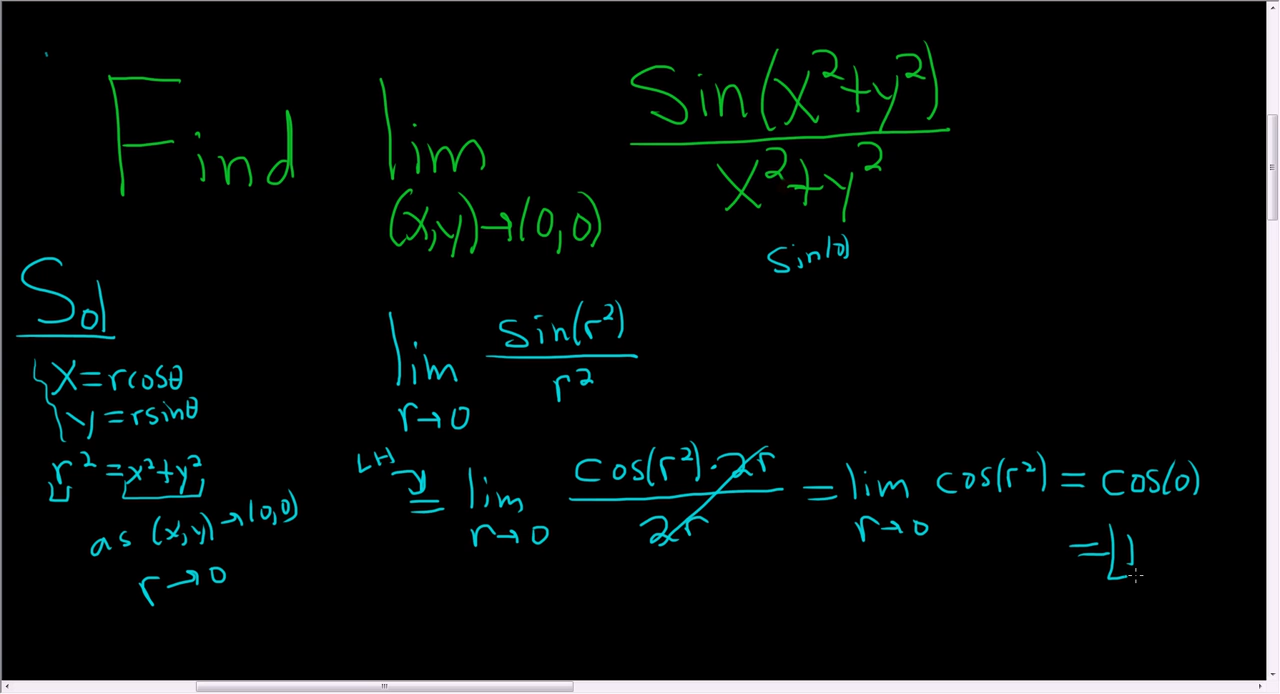 Find lim (x,y)→(0,0) Sin(x²+y²) / x²+y²
Sin(0)
Sol
x=rcosθ
y=rsinθ
r²=x²+y²
as (x,y)→(0,0)
r→0
lim r→0 Sin(r²) / r²
LH = lim r→0 cos(r²)·2r / 2r = lim r→0 cos(r²) = cos(0)
=1